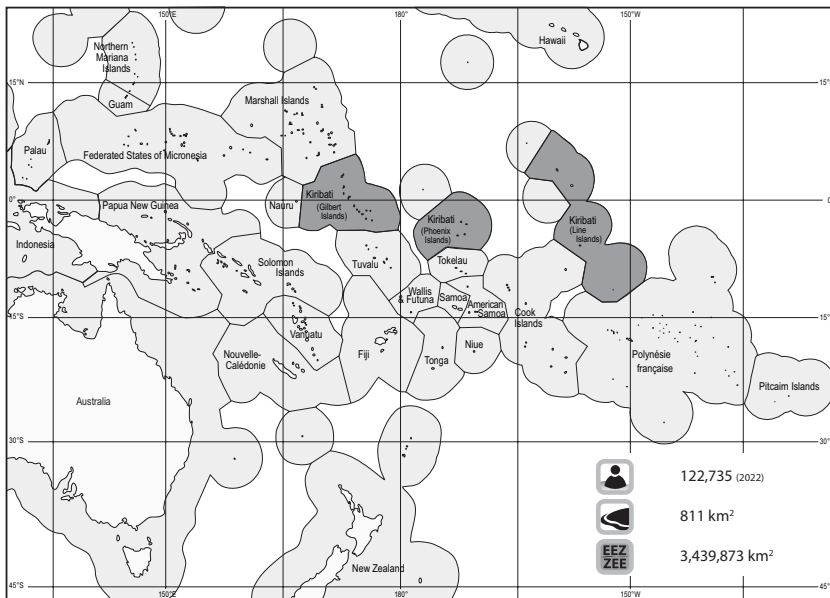 150°E
180°
150°W
Hawaii
Northern
Mariana
Islands
15°N
15°
Guam
Marshall Islands
Palau
Federated States of Micronesia
0°
0°
Papua New Guinea
Nauru
Kiribati
(Gilbert
Islands)
Kiribati
(Phoenix
Islands)
Kiribati
(Line
Islands)
Indonesia
Solomon
Islands
Tuvalu
Tokelau
Wallis
& Futuna
Samoa
American
Samoa
Cook
Islands
15°S
15°
Vanuatu
Nouvelle-
Calédonie
Fiji
Tonga
Niue
Polynésie
française
Pitcairn Islands
Australia
30°S
30°
122,735 (2022)
811 km²
EEZ
ZEE
3,439,873 km²
New Zealand
45°S
45°
150°E
180°
150°W